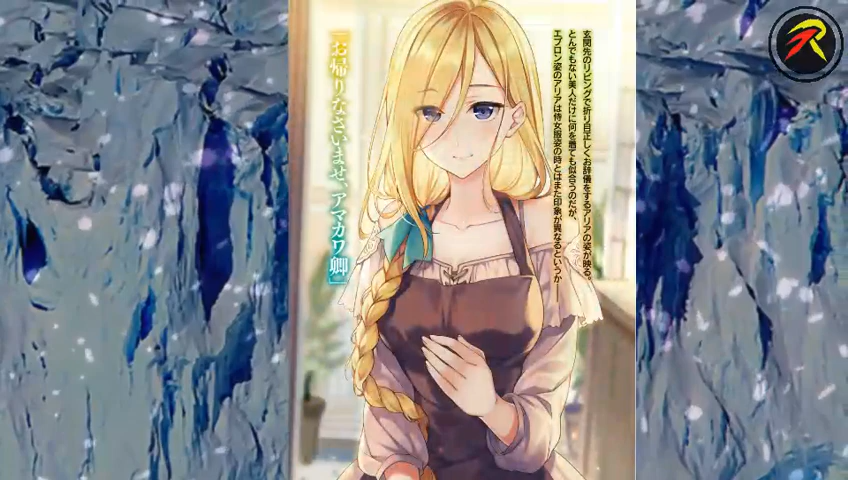 玄関先のリビングで折り目正しくお辞儀をするアリアの姿が映る。
とんでもない美人だけに何を着ても似合うのだが、
エプロン姿のアリアは侍女服姿の時とはまた印象が異なるというか──
「お帰りなさいませ、アマカワ卿」